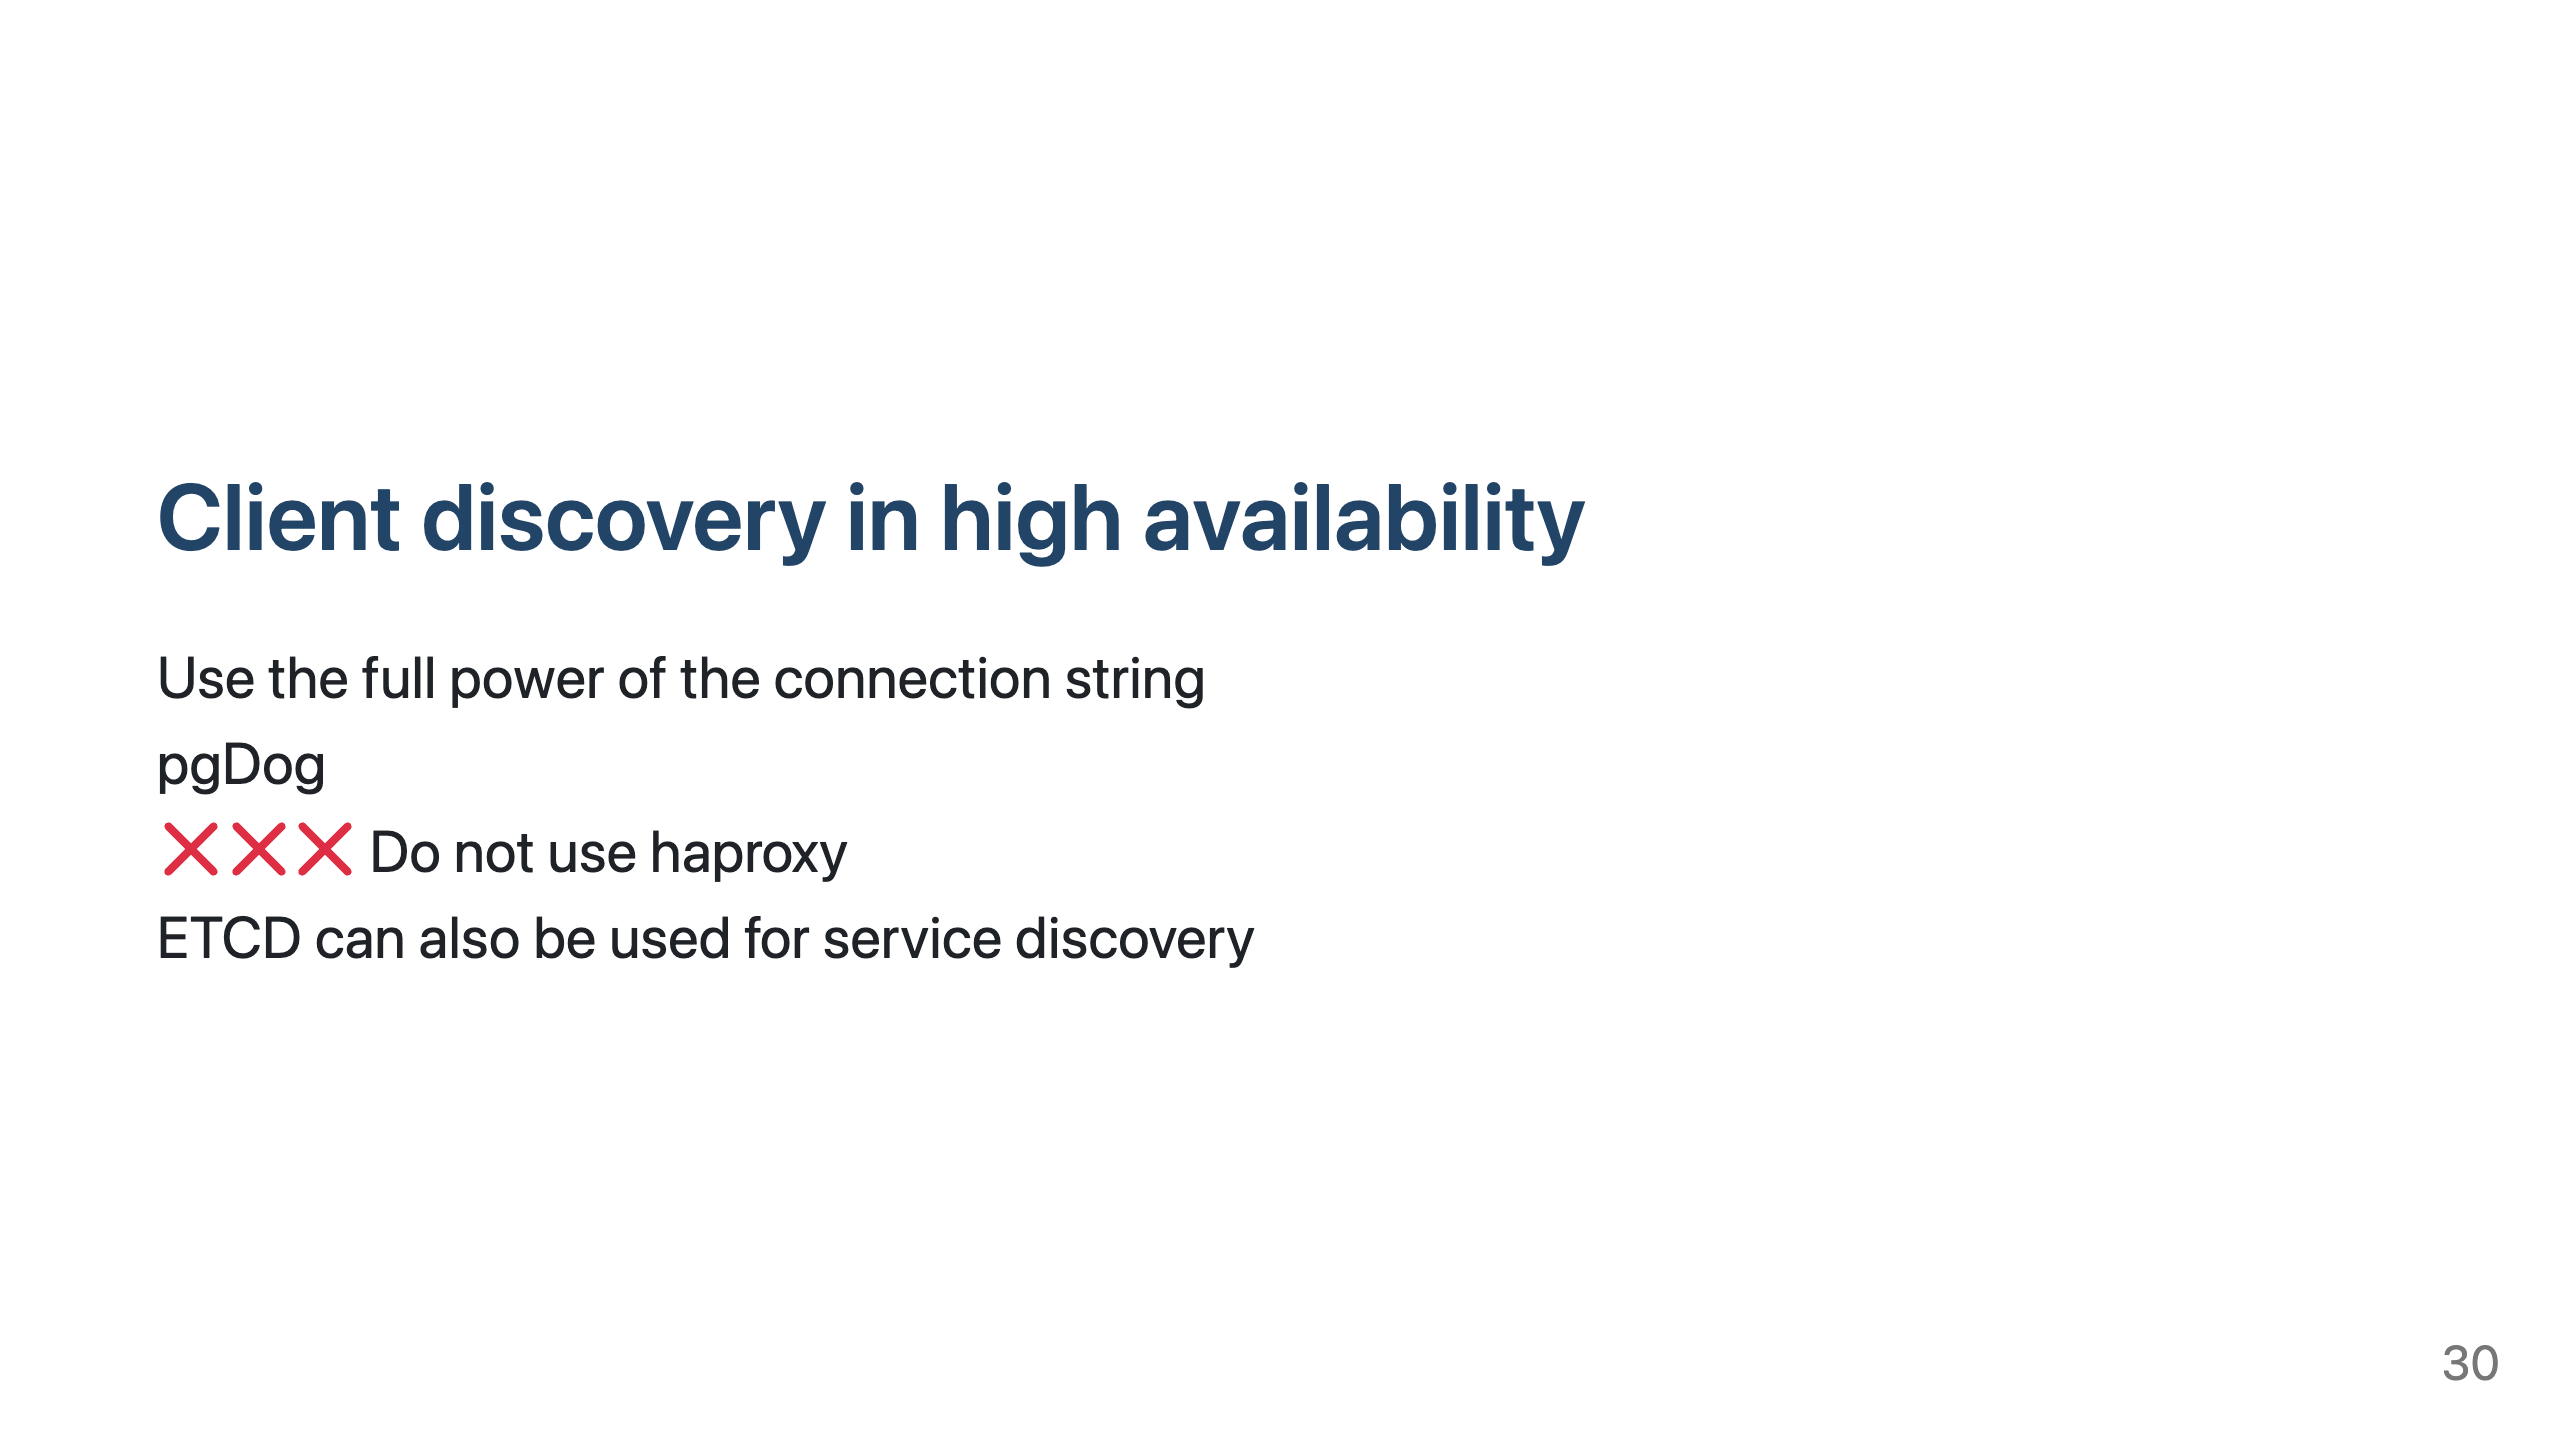 Client discovery in high availability
Use the full power of the connection string
pgDog
❌❌❌ Do not use haproxy
ETCD can also be used for service discovery
30